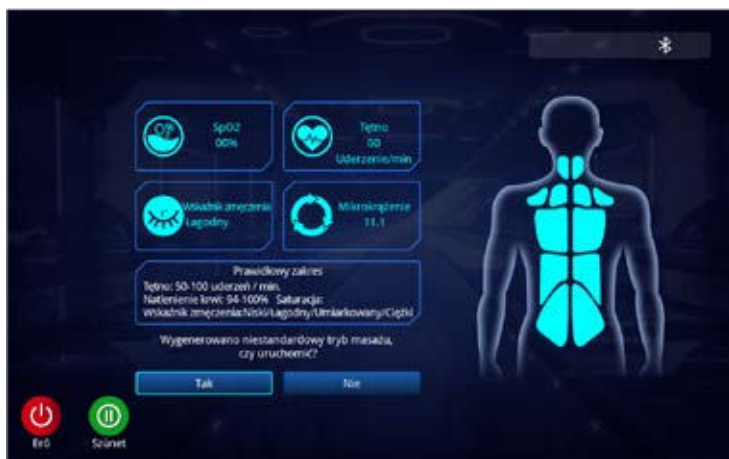 SpO2
00%
Tętno
00
Uderzenie/min
Wskaźnik zmęczenia
Łagodny
Mikrokrążenie
11.1
Prawidłowy zakres
Tętno: 50-100 uderzeń / min.
Natlenienie krwi: 94-100% Saturacja:
Wskaźnik zmęczenia:Niski/Łagodny/Umiarkowany/Ciężki
Wygenerowano niestandardowy tryb masażu,
czy uruchomić?
Tak
Nie
Erő
Szünet